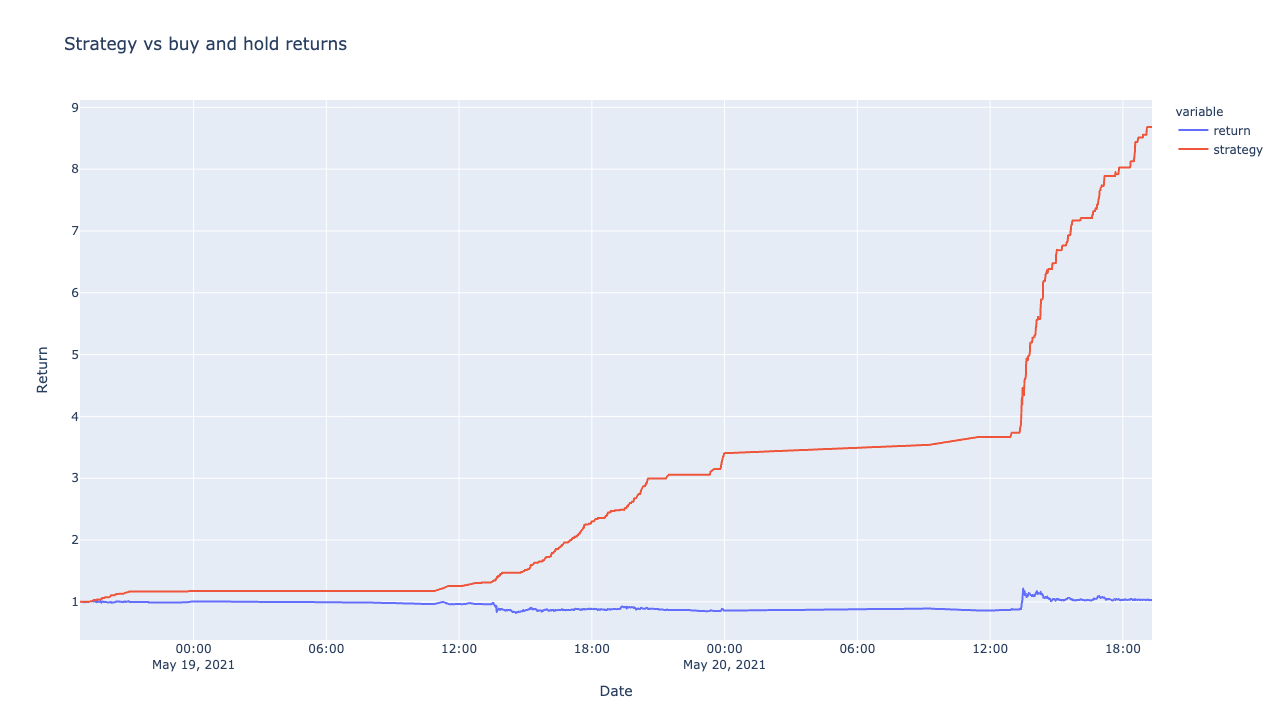 Strategy vs buy and hold returns
variable
return
strategy
9
8
7
6
5
4
3
2
1
Return
00:00
May 19, 2021
06:00
12:00
18:00
00:00
May 20, 2021
06:00
12:00
18:00
Date